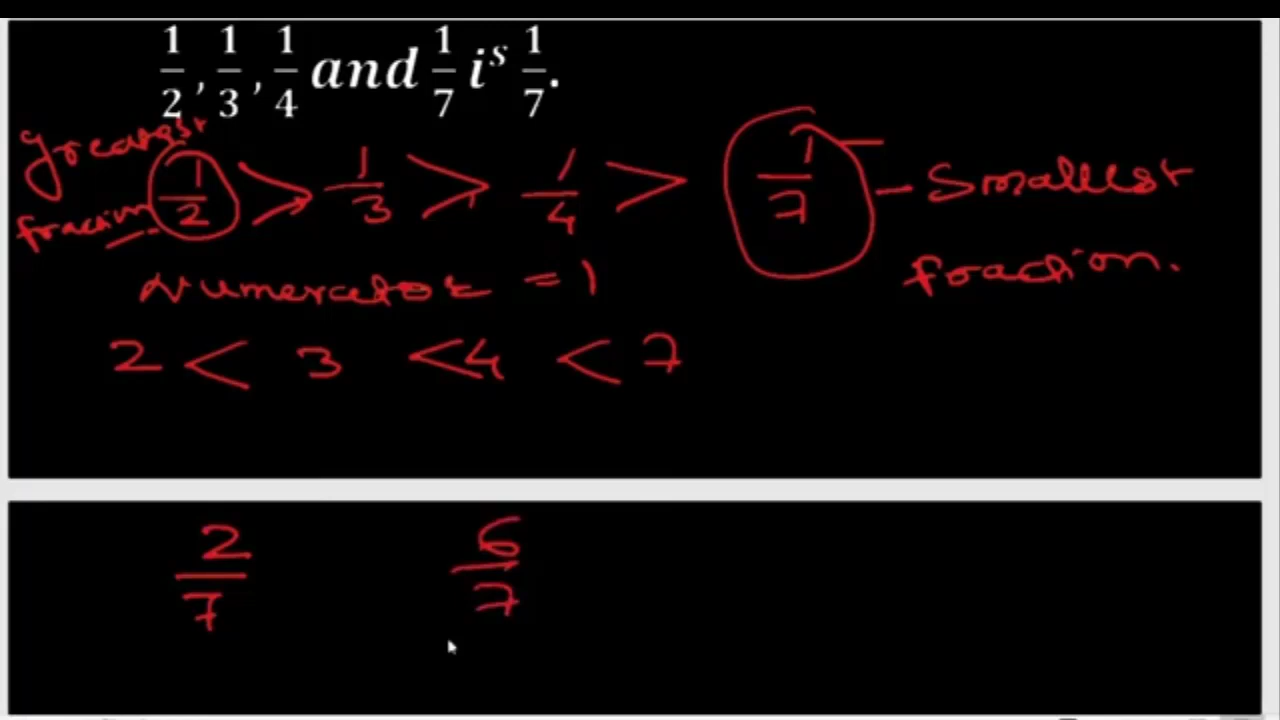 1/2, 1/3, 1/4 and 1/7 is 1/7.
greatest fraction 1/2 > 1/3 > 1/4 > 1/7 - Smallest fraction.
Numerator = 1
2 < 3 < 4 < 7
2/7 6/7